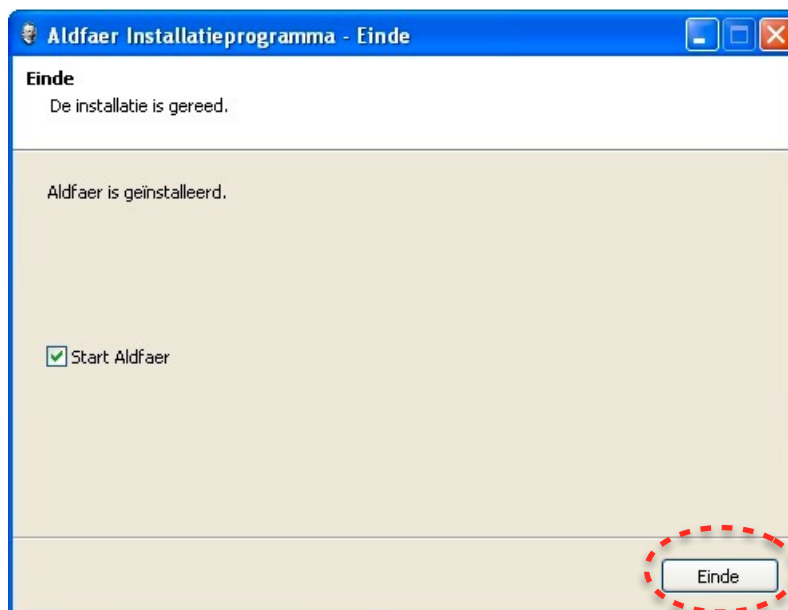 Aldfaer Installatieprogramma - Einde
Einde
De installatie is gereed.
Aldfaer is geïnstalleerd.
Start Aldfaer
Einde